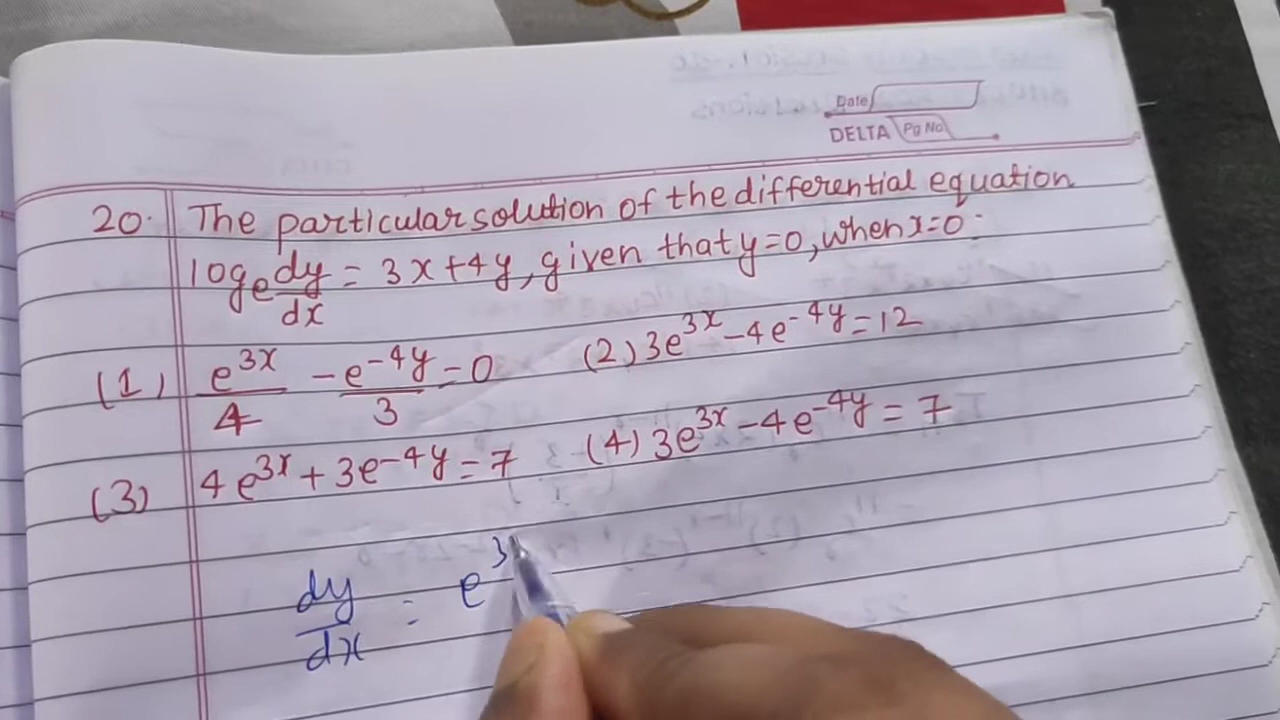 Date
DELTA Pg No
20. The particular solution of the differential equation
log_e dy/dx = 3x+4y, given that y=0, when x=0:
(1) e^{3x}/4 - e^{-4y}/3 = 0 (2) 3e^{3x} - 4e^{-4y} = 12
(3) 4e^{3x} + 3e^{-4y} = 7 (4) 3e^{3x} - 4e^{-4y} = 7
dy/dx = e^3